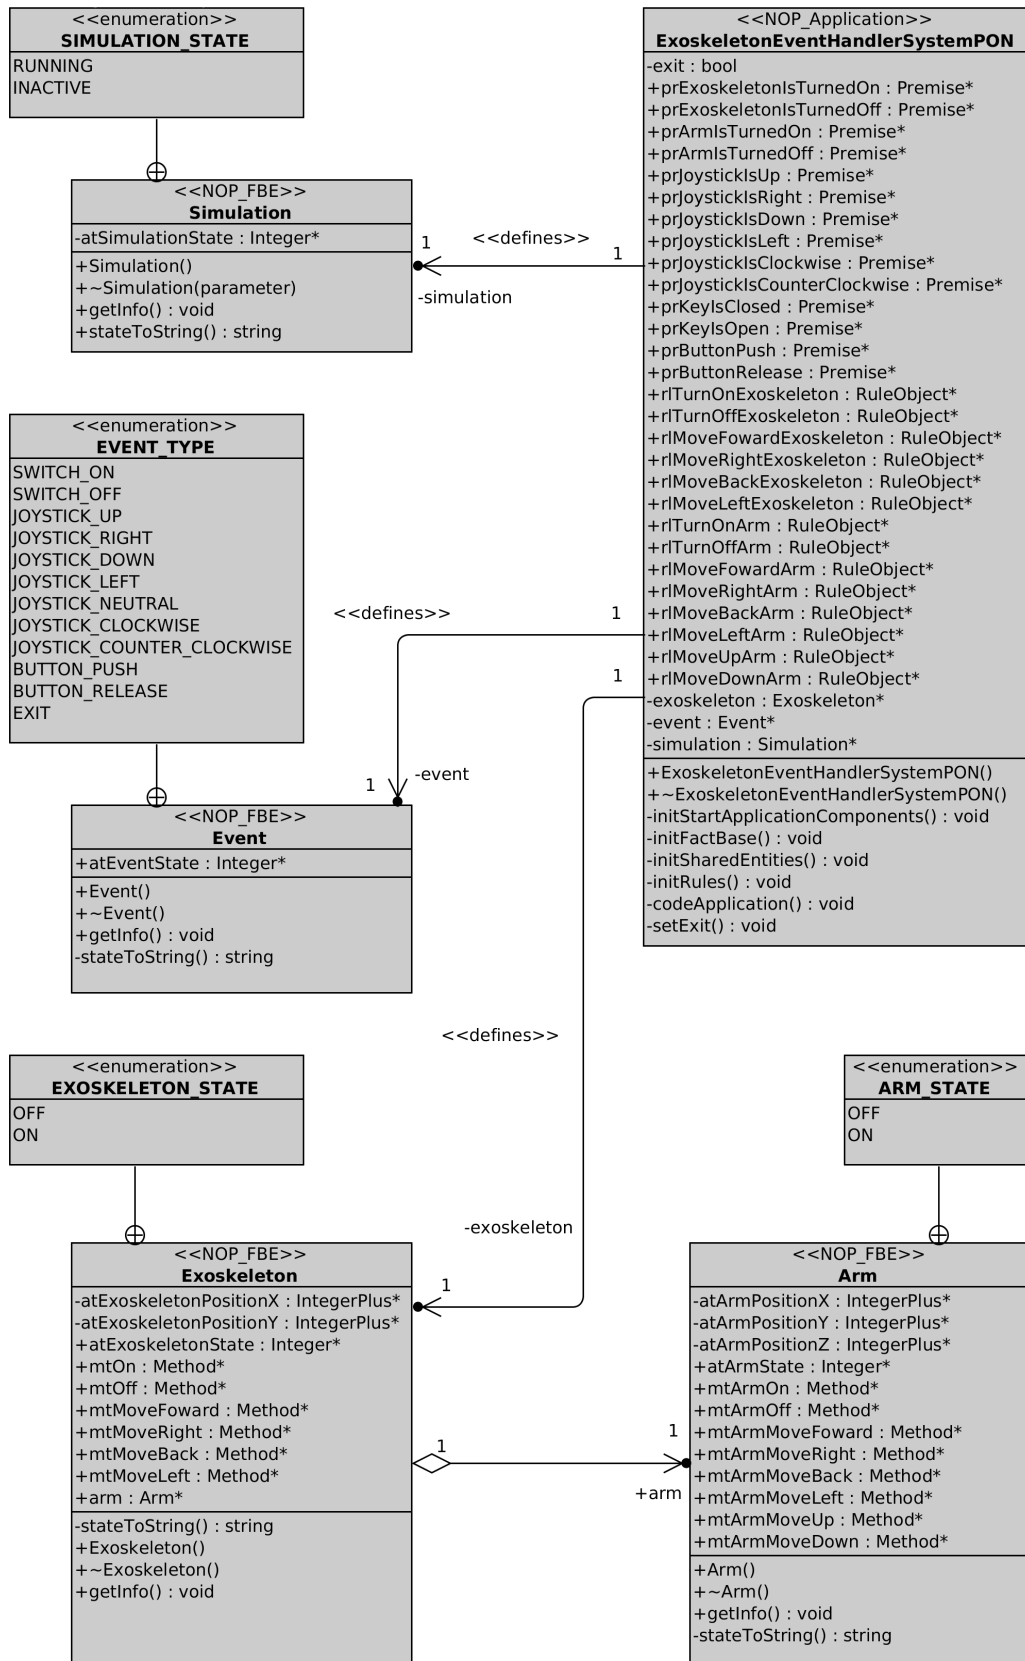 <<enumeration>>
SIMULATION_STATE
RUNNING
INACTIVE
<<NOP_FBE>>
Simulation
-atSimulationState : Integer*
+Simulation()
+~Simulation(parameter)
+getInfo() : void
+stateToString() : string
1
<<defines>>
1
-simulation
<<NOP_Application>>
ExoskeletonEventHandlerSystemPON
-exit : bool
+prExoskeletonIsTurnedOn : Premise*
+prExoskeletonIsTurnedOff : Premise*
+prArmIsTurnedOn : Premise*
+prArmIsTurnedOff : Premise*
+prJoystickIsUp : Premise*
+prJoystickIsRight : Premise*
+prJoystickIsDown : Premise*
+prJoystickIsLeft : Premise*
+prJoystickIsClockwise : Premise*
+prJoystickIsCounterClockwise : Premise*
+prKeyIsClosed : Premise*
+prKeyIsOpen : Premise*
+prButtonPush : Premise*
+prButtonRelease : Premise*
+rlTurnOnExoskeleton : RuleObject*
+rlTurnOffExoskeleton : RuleObject*
+rlMoveFowardExoskeleton : RuleObject*
+rlMoveRightExoskeleton : RuleObject*
+rlMoveBackExoskeleton : RuleObject*
+rlMoveLeftExoskeleton : RuleObject*
+rlTurnOnArm : RuleObject*
+rlTurnOffArm : RuleObject*
+rlMoveFowardArm : RuleObject*
+rlMoveRightArm : RuleObject*
+rlMoveBackArm : RuleObject*
+rlMoveLeftArm : RuleObject*
+rlMoveUpArm : RuleObject*
+rlMoveDownArm : RuleObject*
-exoskeleton : Exoskeleton*
-event : Event*
-simulation : Simulation*
+ExoskeletonEventHandlerSystemPON()
+~ExoskeletonEventHandlerSystemPON()
-initStartApplicationComponents() : void
-initFactBase() : void
-initSharedEntities() : void
-initRules() : void
-codeApplication() : void
-setExit() : void
<<enumeration>>
EVENT_TYPE
SWITCH_ON
SWITCH_OFF
JOYSTICK_UP
JOYSTICK_RIGHT
JOYSTICK_DOWN
JOYSTICK_LEFT
JOYSTICK_NEUTRAL
JOYSTICK_CLOCKWISE
JOYSTICK_COUNTER_CLOCKWISE
BUTTON_PUSH
BUTTON_RELEASE
EXIT
<<defines>>
1
1
1
-event
<<NOP_FBE>>
Event
+atEventState : Integer*
+Event()
+~Event()
+getInfo() : void
-stateToString() : string
<<defines>>
<<enumeration>>
EXOSKELETON_STATE
OFF
ON
<<enumeration>>
ARM_STATE
OFF
ON
-exoskeleton
1
<<NOP_FBE>>
Exoskeleton
-atExoskeletonPositionX : IntegerPlus*
-atExoskeletonPositionY : IntegerPlus*
+atExoskeletonState : Integer*
+mtOn : Method*
+mtOff : Method*
+mtMoveFoward : Method*
+mtMoveRight : Method*
+mtMoveBack : Method*
+mtMoveLeft : Method*
+arm : Arm*
-stateToString() : string
+Exoskeleton()
+~Exoskeleton()
+getInfo() : void
1
1
+arm
<<NOP_FBE>>
Arm
-atArmPositionX : IntegerPlus*
-atArmPositionY : IntegerPlus*
-atArmPositionZ : IntegerPlus*
+atArmState : Integer*
+mtArmOn : Method*
+mtArmOff : Method*
+mtArmMoveFoward : Method*
+mtArmMoveRight : Method*
+mtArmMoveBack : Method*
+mtArmMoveLeft : Method*
+mtArmMoveUp : Method*
+mtArmMoveDown : Method*
+Arm()
+~Arm()
+getInfo() : void
-stateToString() : string